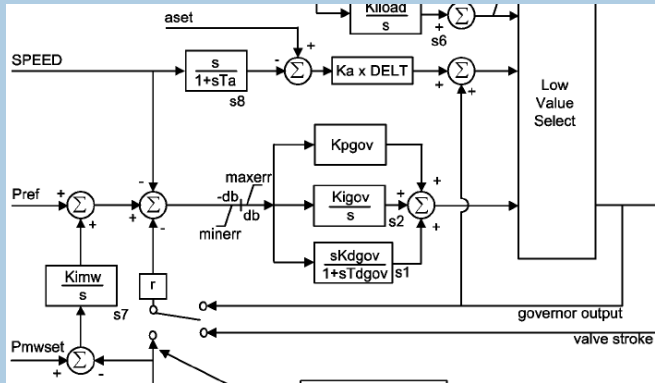 Kiload
s
s6
aset
SPEED
s
1+sTa
s8
Σ
Ka x DELT
Σ
Σ
Low
Value
Select
Kpgov
maxerr
-db
db
minerr
Pref
Σ
Σ
Kigov
s
s2
Σ
sKdgov
1+sTdgov
s1
Kimw
s
s7
r
governor output
valve stroke
Pmwset
Σ